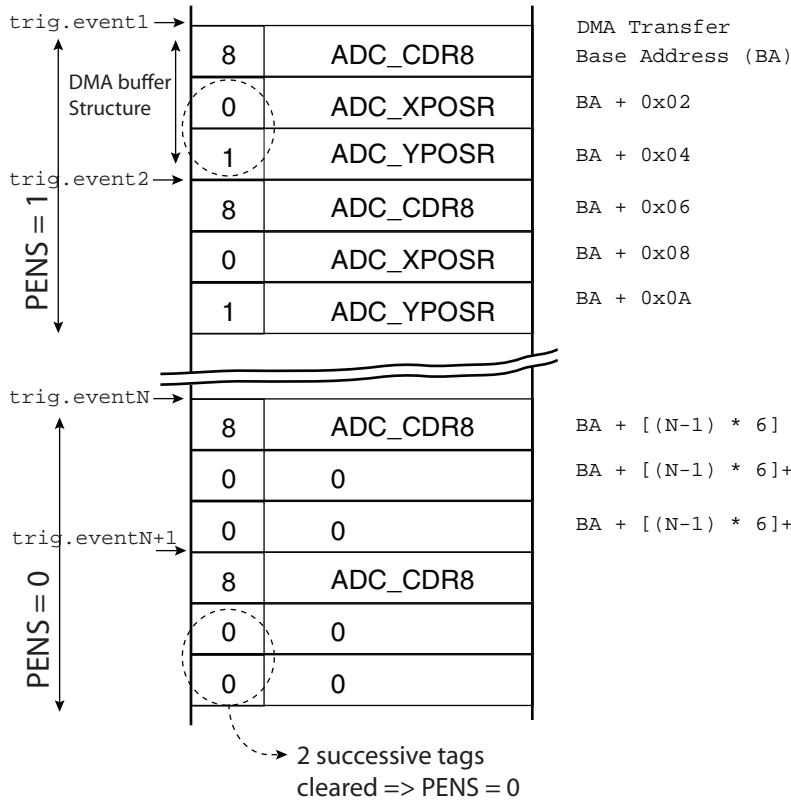 trig.event1
DMA Transfer
8 ADC_CDR8 Base Address (BA)
DMA buffer
Structure
0 ADC_XPOSR BA + 0x02
1 ADC_YPOSR BA + 0x04
trig.event2
8 ADC_CDR8 BA + 0x06
PENS = 1
0 ADC_XPOSR BA + 0x08
1 ADC_YPOSR BA + 0x0A
trig.eventN
8 ADC_CDR8 BA + [(N-1) * 6]
0 0 BA + [(N-1) * 6]+
0 0 BA + [(N-1) * 6]+
trig.eventN+1
8 ADC_CDR8
PENS = 0
0 0
0 0
2 successive tags
cleared => PENS = 0